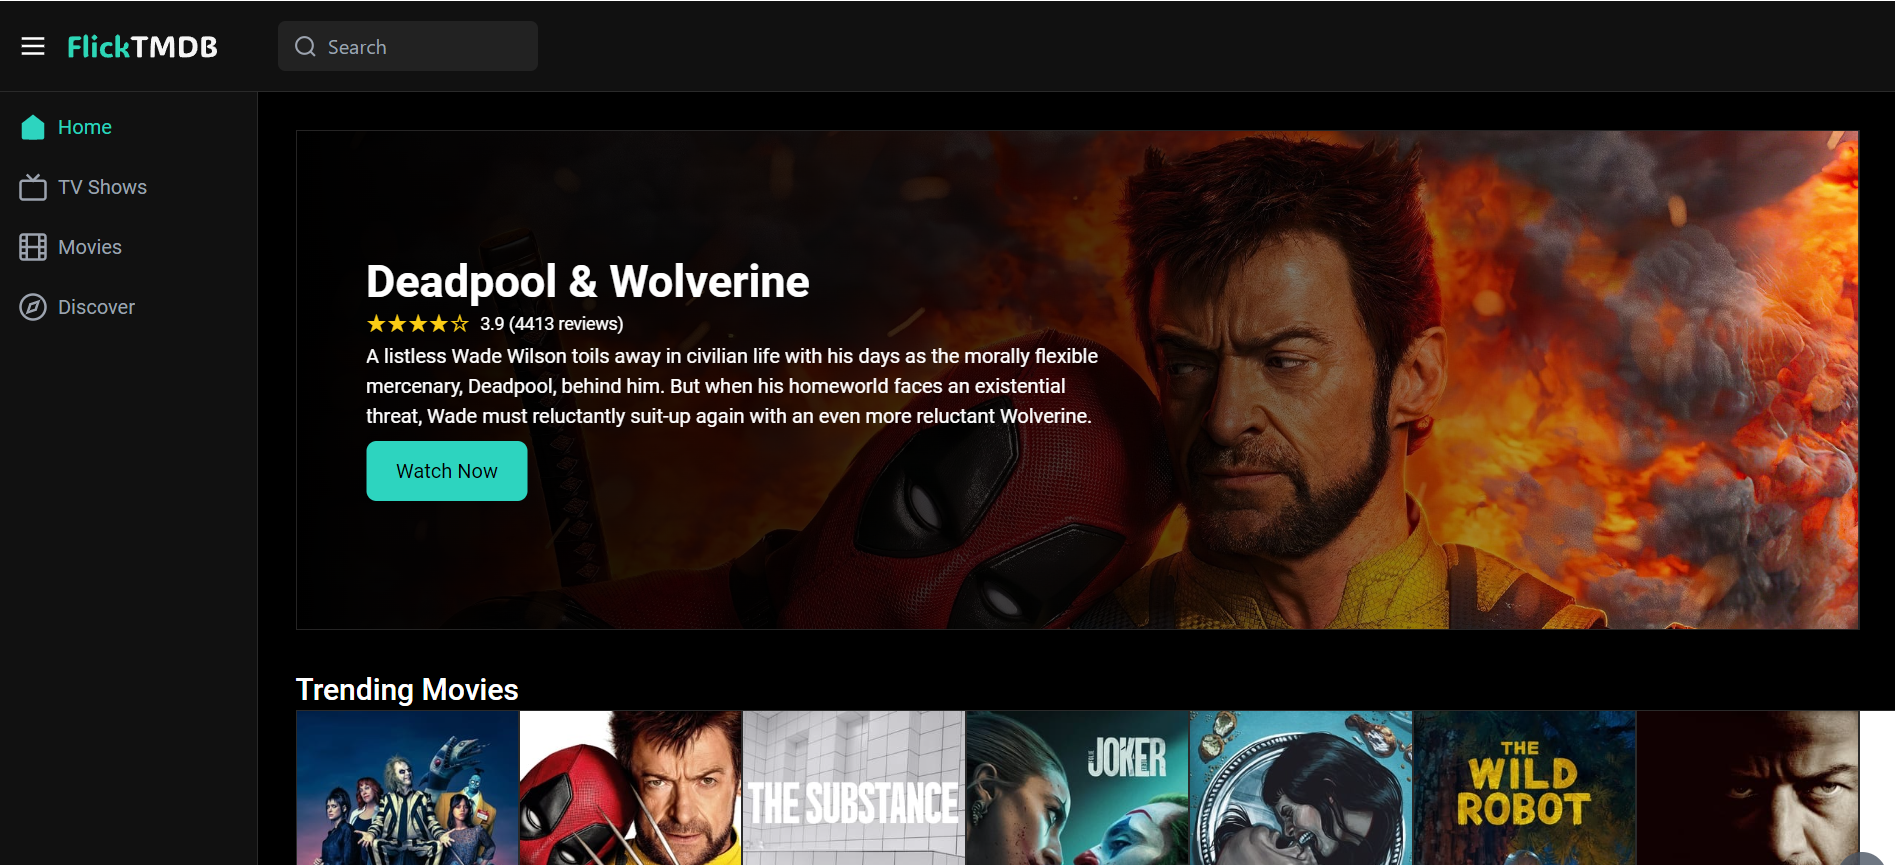 FlickTMDB
Search
Home
TV Shows
Movies
Discover
Deadpool & Wolverine
3.9 (4413 reviews)
A listless Wade Wilson toils away in civilian life with his days as the morally flexible
mercenary, Deadpool, behind him. But when his homeworld faces an existential
threat, Wade must reluctantly suit-up again with an even more reluctant Wolverine.
Watch Now
Trending Movies
THE SUBSTANCE
JOKER
THE
WILD
ROBOT